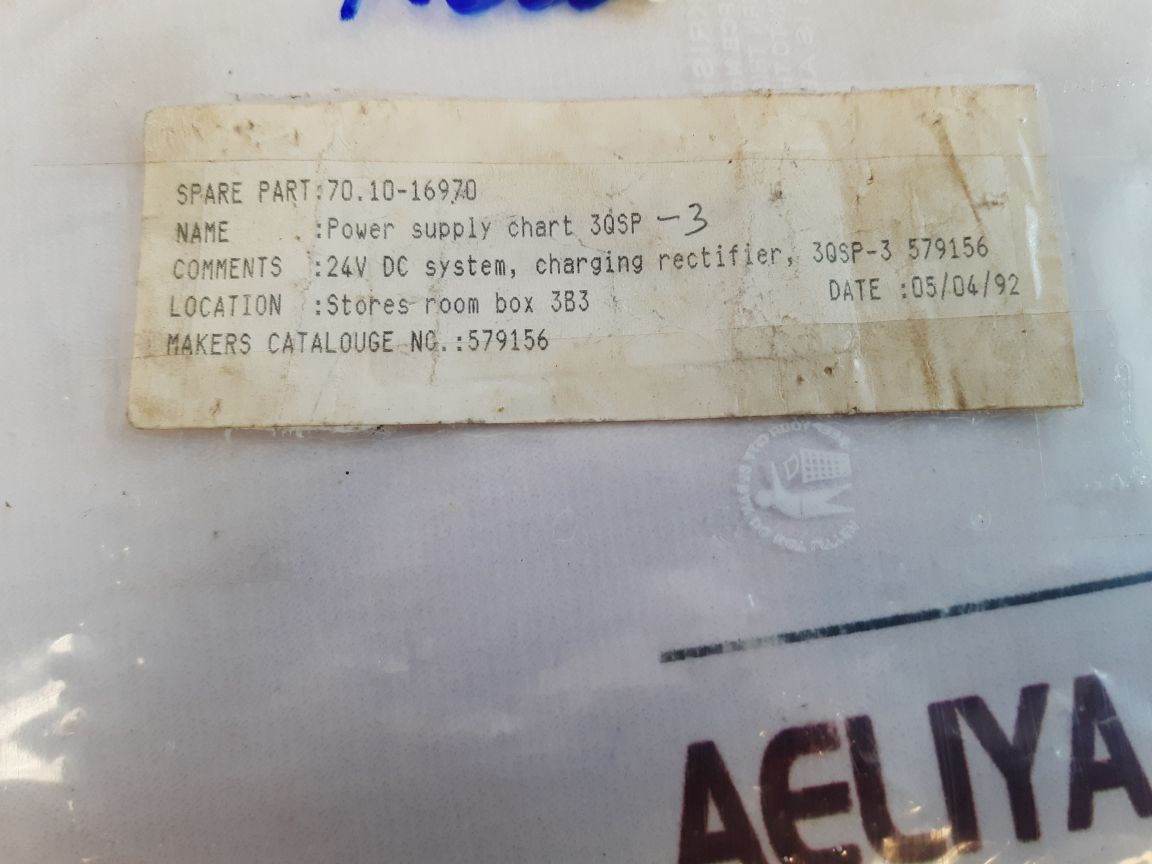 SPARE PART:70.10-16970
NAME :Power supply chart 3QSP -3
COMMENTS :24V DC system, charging rectifier, 3QSP-3 579156
LOCATION :Stores room box 3B3 DATE :05/04/92
MAKERS CATALOUGE NO.:579156
AELIYA